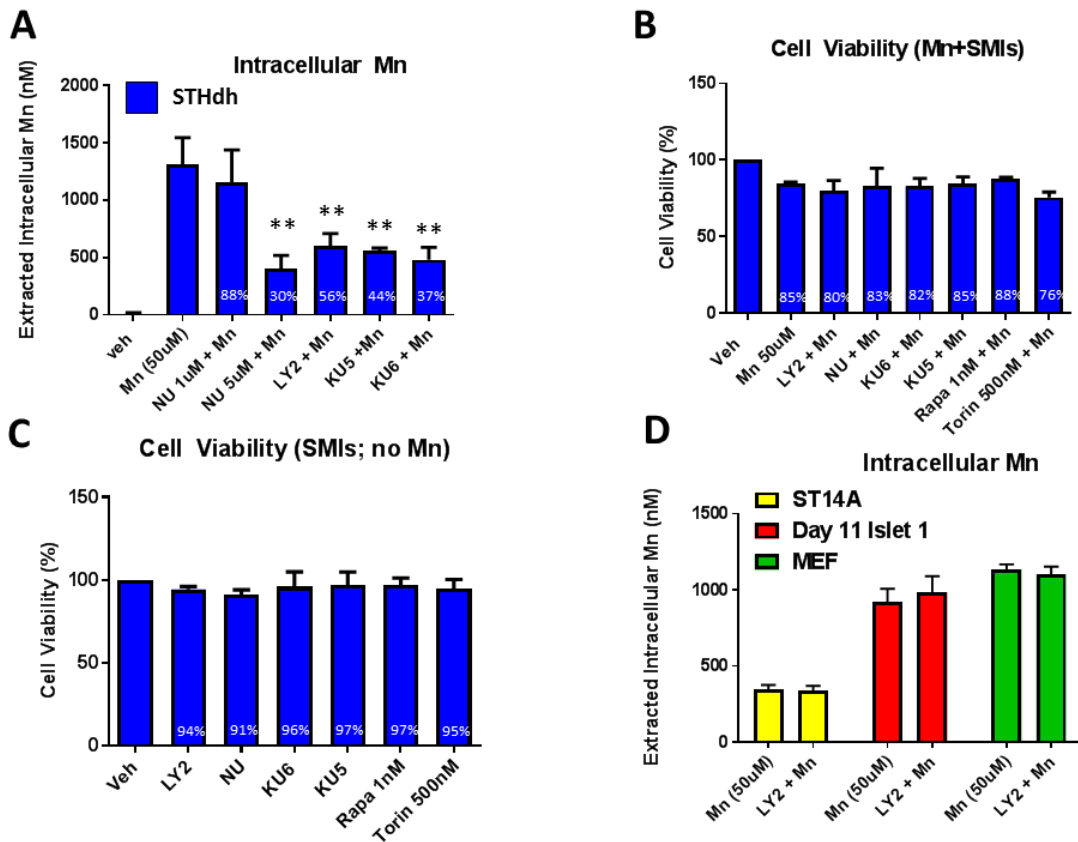 A
Intracellular Mn
Extracted Intracellular Mn (nM)
2000
1500
1000
500
0
STHdh
**
**
**
**
88%
30%
56%
44%
37%
veh
Mn (50uM)
NU 1uM + Mn
NU 5uM + Mn
LY2 + Mn
KU5 +Mn
KU6 + Mn
B
Cell Viability (Mn+SMIs)
Cell Viability (%)
150
100
50
0
85%
80%
83%
82%
85%
88%
76%
Veh
Mn 50uM
LY2 + Mn
NU + Mn
KU6 + Mn
KU5 + Mn
Rapa 1nM + Mn
Torin 500nM + Mn
C
Cell Viability (SMIs; no Mn)
Cell Viability (%)
150
100
50
0
94%
91%
96%
97%
97%
95%
Veh
LY2
NU
KU6
KU5
Rapa 1nM
Torin 500nM
D
Intracellular Mn
Extracted Intracellular Mn (nM)
1500
1000
500
0
ST14A
Day 11 Islet 1
MEF
Mn (50uM)
LY2 + Mn
Mn (50uM)
LY2 + Mn
Mn (50uM)
LY2 + Mn